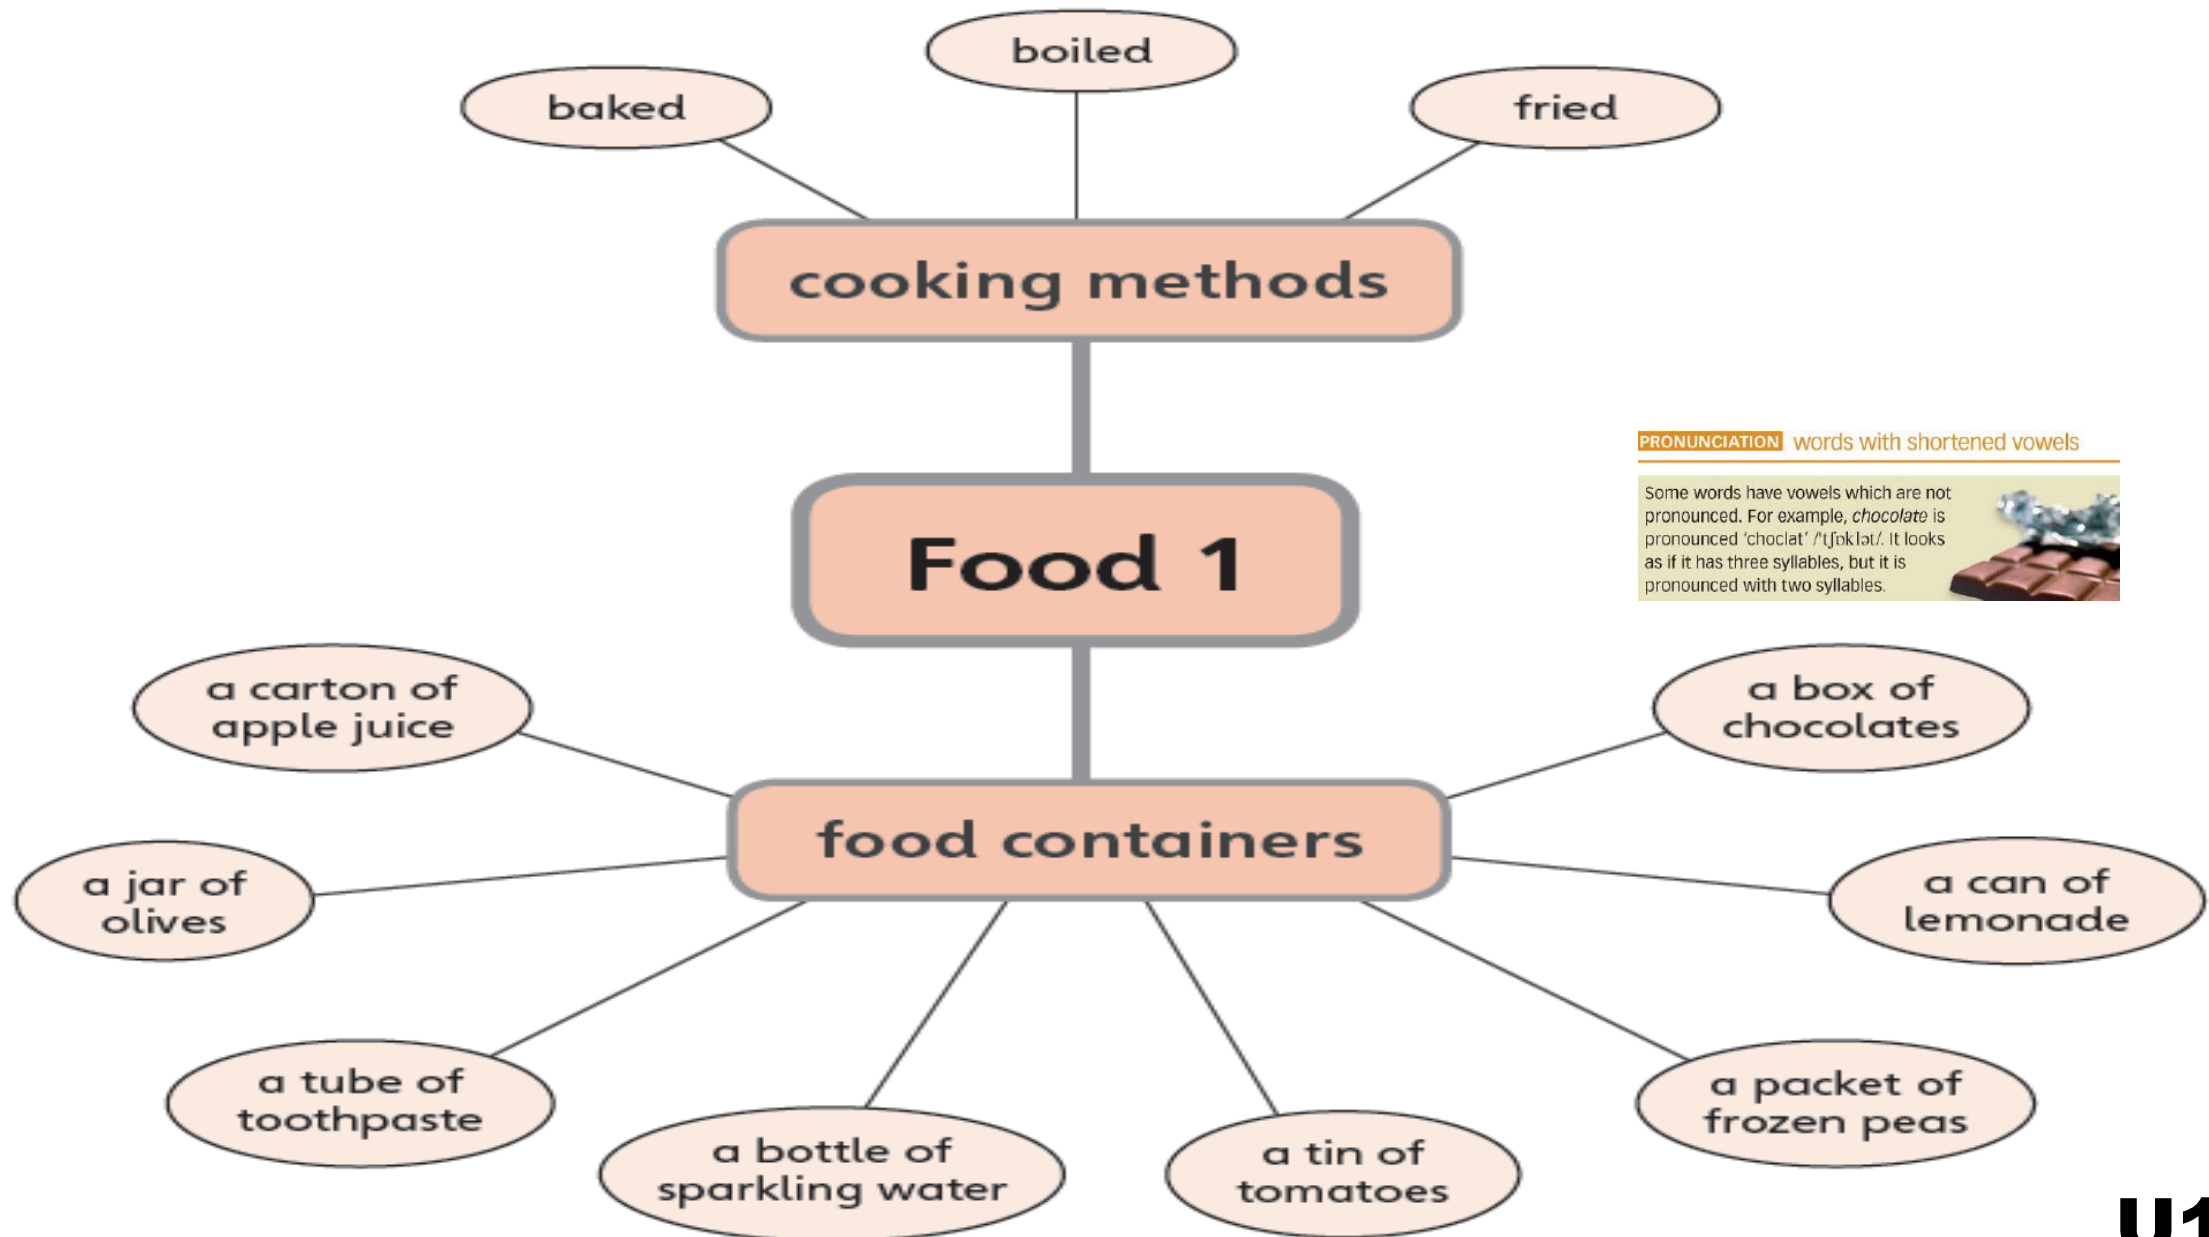 boiled
baked
fried
cooking methods
PRONUNCIATION words with shortened vowels
Some words have vowels which are not
pronounced. For example, chocolate is
pronounced 'choclat' /ˈtʃɒklət/. It looks
as if it has three syllables, but it is
pronounced with two syllables.
Food 1
a carton of
apple juice
a box of
chocolates
food containers
a jar of
olives
a can of
lemonade
a tube of
toothpaste
a packet of
frozen peas
a bottle of
sparkling water
a tin of
tomatoes
U1